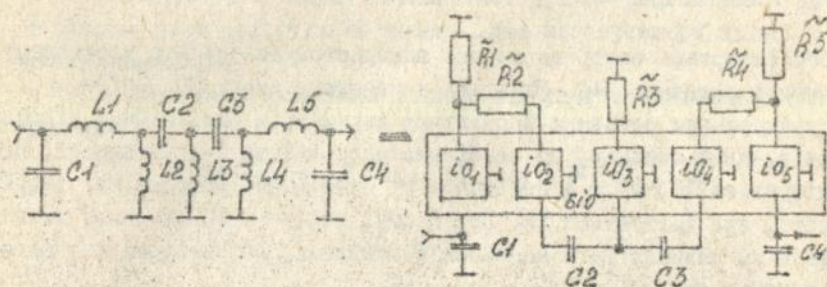 R̃1
R̃2
R̃3
R̃4
R̃5
L1
C2
C3
L5
C1
L2
L3
L4
C4
iO₁
iO₂
iO₃
iO₄
iO₅
C1
C2
C3
C4